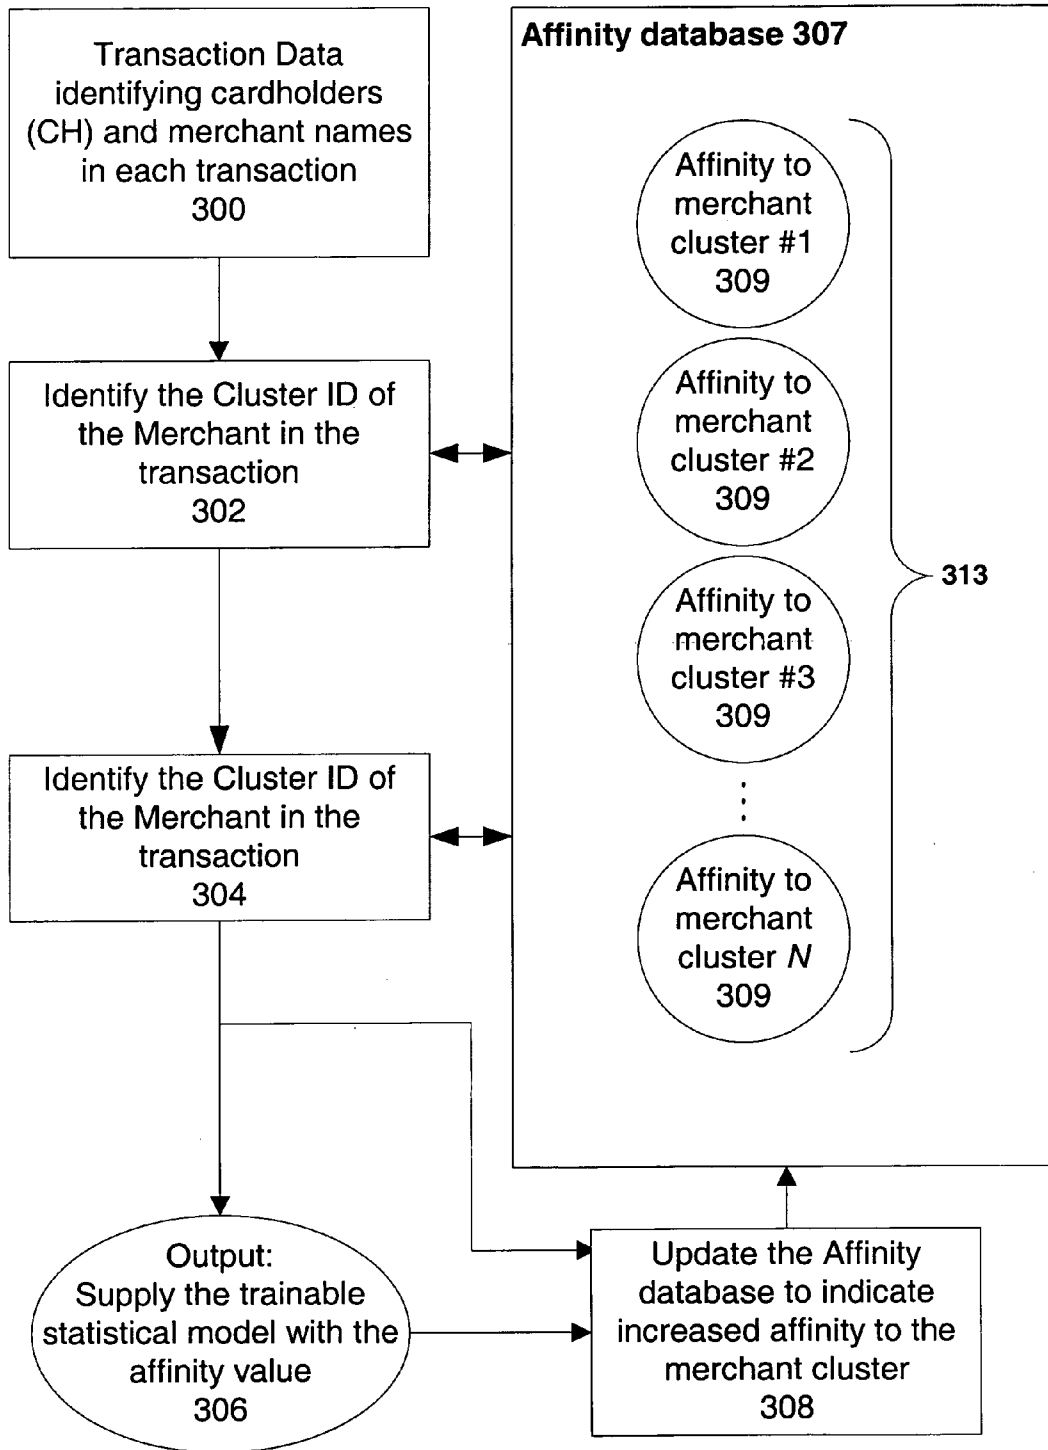 Transaction Data
identifying cardholders
(CH) and merchant names
in each transaction
300
Identify the Cluster ID of
the Merchant in the
transaction
302
Identify the Cluster ID of
the Merchant in the
transaction
304
Output:
Supply the trainable
statistical model with the
affinity value
306
Affinity database 307
Affinity to
merchant
cluster #1
309
Affinity to
merchant
cluster #2
309
Affinity to
merchant
cluster #3
309
Affinity to
merchant
cluster N
309
313
Update the Affinity
database to indicate
increased affinity to the
merchant cluster
308